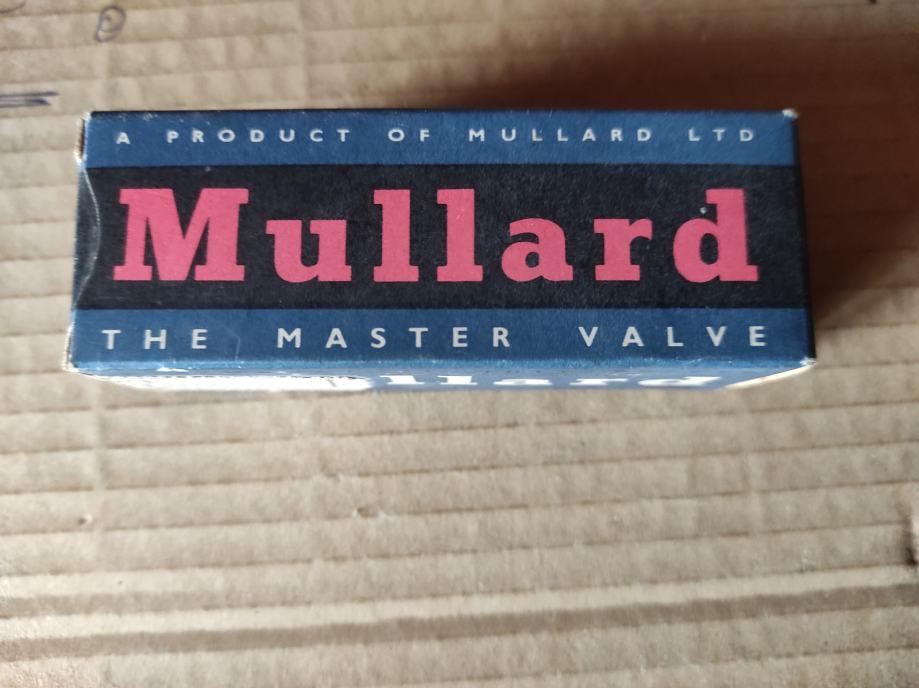 A PRODUCT OF MULLARD LTD
Mullard
THE MASTER VALVE